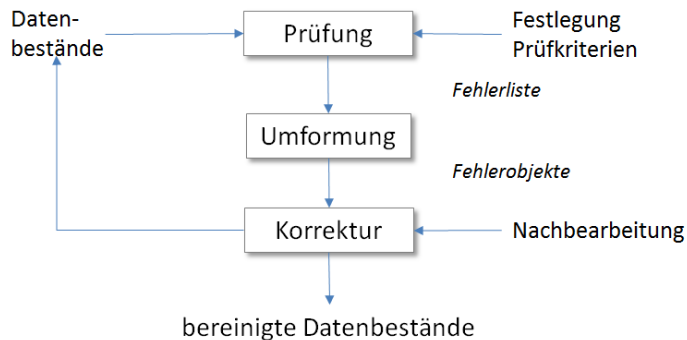 Daten-
bestände
Prüfung
Festlegung
Prüfkriterien
Fehlerliste
Umformung
Fehlerobjekte
Korrektur
Nachbearbeitung
bereinigte Datenbestände